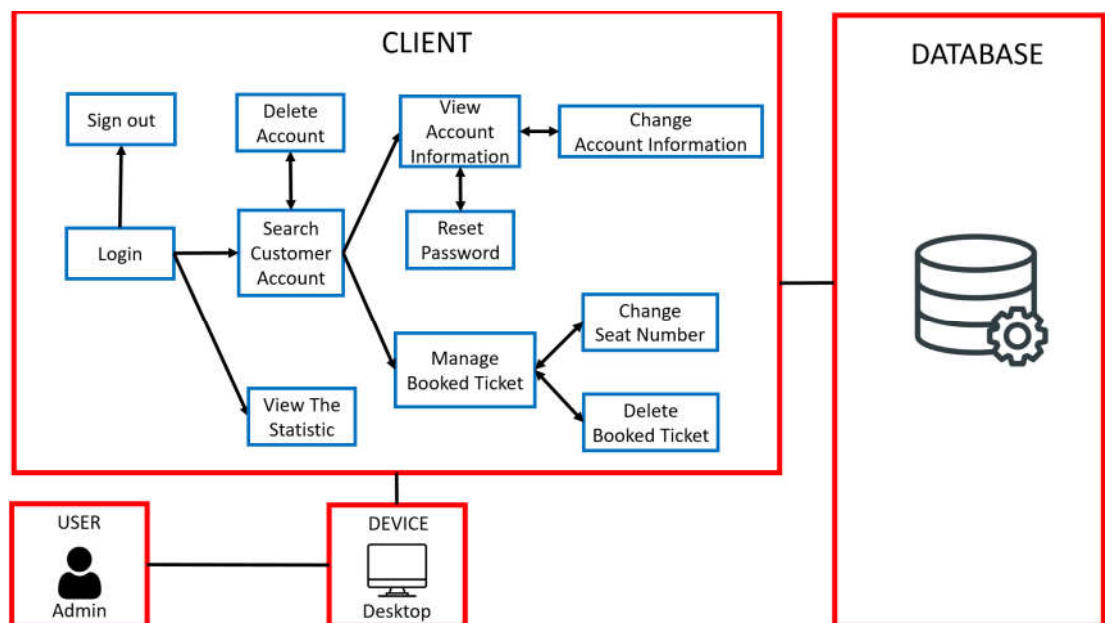 CLIENT
DATABASE
Sign out
Delete
Account
View
Account
Information
Change
Account Information
Login
Search
Customer
Account
Reset
Password
Change
Seat Number
Manage
Booked Ticket
View The
Statistic
Delete
Booked Ticket
USER
Admin
DEVICE
Desktop